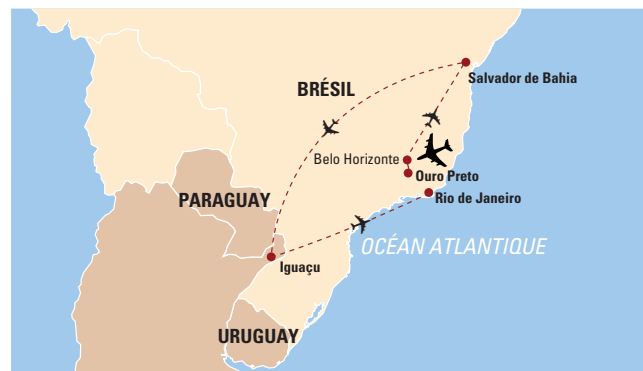 Salvador de Bahia
BRÉSIL
Belo Horizonte
Ouro Preto
Rio de Janeiro
PARAGUAY
OCÉAN ATLANTIQUE
Iguaçu
URUGUAY